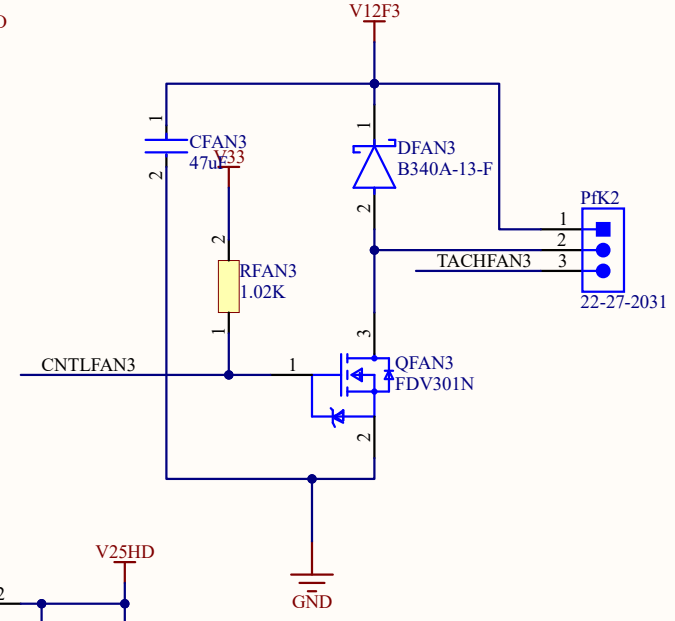 V12F3
1
CFAN3
47uF
2
V33
2
RFAN3
1.02K
1
1
DFAN3
B340A-13-F
2
PfK2
1
2
TACHFAN3 3
22-27-2031
3
CNTLFAN3 1
QFAN3
FDV301N
2
V25HD
GND
2